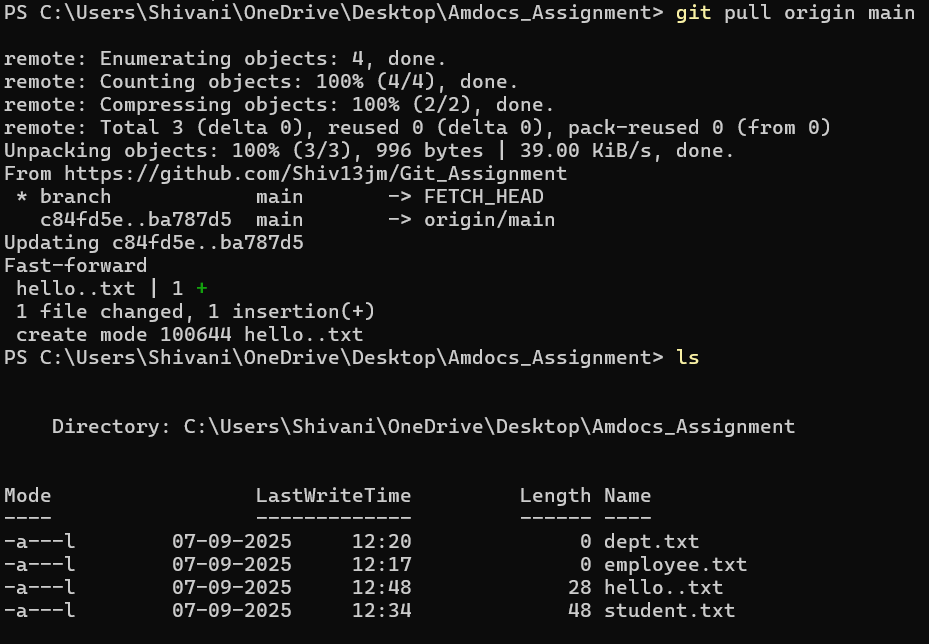 PS C:\Users\Shivani\OneDrive\Desktop\Amdocs_Assignment> git pull origin main
remote: Enumerating objects: 4, done.
remote: Counting objects: 100% (4/4), done.
remote: Compressing objects: 100% (2/2), done.
remote: Total 3 (delta 0), reused 0 (delta 0), pack-reused 0 (from 0)
Unpacking objects: 100% (3/3), 996 bytes | 39.00 KiB/s, done.
From https://github.com/Shiv13jm/Git_Assignment
 * branch            main       -> FETCH_HEAD
   c84fd5e..ba787d5  main       -> origin/main
Updating c84fd5e..ba787d5
Fast-forward
 hello..txt | 1 +
 1 file changed, 1 insertion(+)
 create mode 100644 hello..txt
PS C:\Users\Shivani\OneDrive\Desktop\Amdocs_Assignment> ls
    Directory: C:\Users\Shivani\OneDrive\Desktop\Amdocs_Assignment
Mode                 LastWriteTime         Length Name
----                 -------------         ------ ----
-a---l        07-09-2025     12:20              0 dept.txt
-a---l        07-09-2025     12:17              0 employee.txt
-a---l        07-09-2025     12:48             28 hello..txt
-a---l        07-09-2025     12:34             48 student.txt